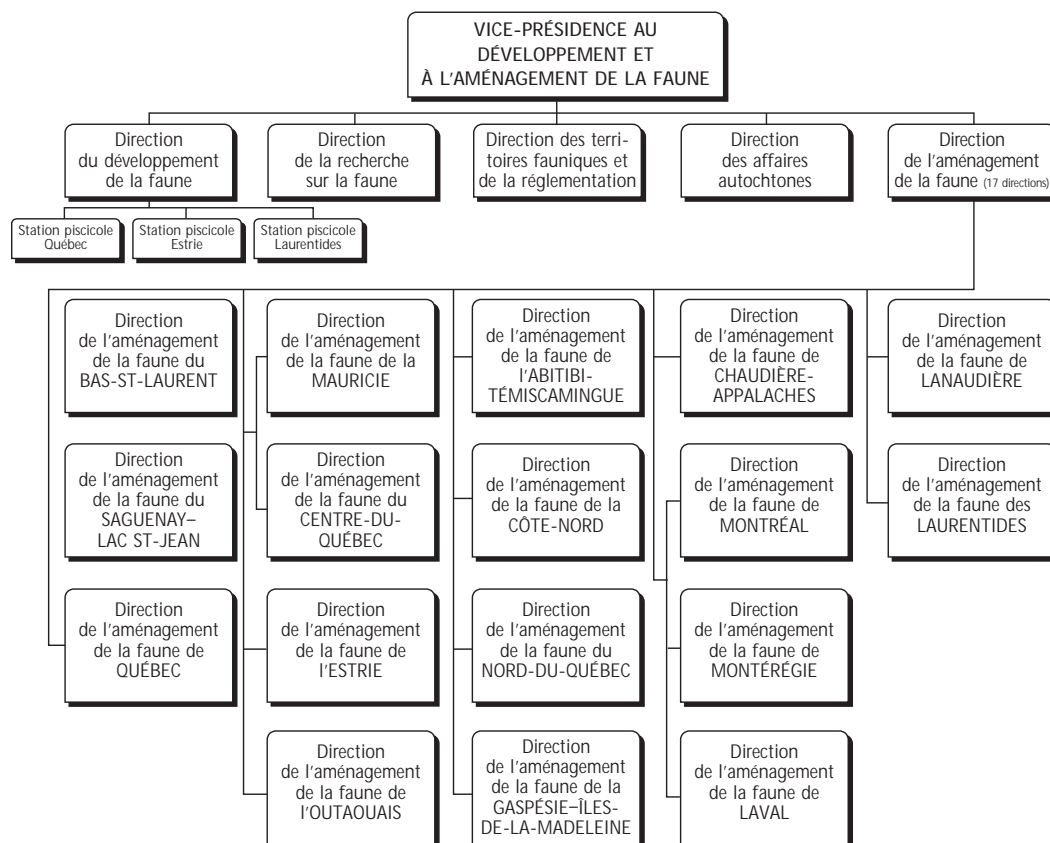 VICE-PRÉSIDENCE AU
DÉVELOPPEMENT ET
À L'AMÉNAGEMENT DE LA FAUNE
Direction
du développement
de la faune
Direction
de la recherche
sur la faune
Direction des terri-
toires fauniques et
de la réglementation
Direction
des affaires
autochtones
Direction
de l'aménagement
de la faune (17 directions)
Station piscicole
Québec
Station piscicole
Estrie
Station piscicole
Laurentides
Direction
de l'aménagement
de la faune du
BAS-ST-LAURENT
Direction
de l'aménagement
de la faune de la
MAURICIE
Direction
de l'aménagement
de la faune de
l'ABITIBI-
TÉMISCAMINGUE
Direction
de l'aménagement
de la faune de
CHAUDIÈRE-
APPALACHES
Direction
de l'aménagement
de la faune de
LANAUDIÈRE
Direction
de l'aménagement
de la faune du
SAGUENAY–
LAC ST-JEAN
Direction
de l'aménagement
de la faune du
CENTRE-DU-
QUÉBEC
Direction
de l'aménagement
de la faune de la
CÔTE-NORD
Direction
de l'aménagement
de la faune de
MONTRÉAL
Direction
de l'aménagement
de la faune des
LAURENTIDES
Direction
de l'aménagement
de la faune de
QUÉBEC
Direction
de l'aménagement
de la faune de
l'ESTRIE
Direction
de l'aménagement
de la faune du
NORD-DU-QUÉBEC
Direction
de l'aménagement
de la faune de
MONTÉRÉGIE
Direction
de l'aménagement
de la faune de
l'OUTAOUAIS
Direction
de l'aménagement
de la faune de la
GASPÉSIE–ÎLES-
DE-LA-MADELEINE
Direction
de l'aménagement
de la faune de
LAVAL